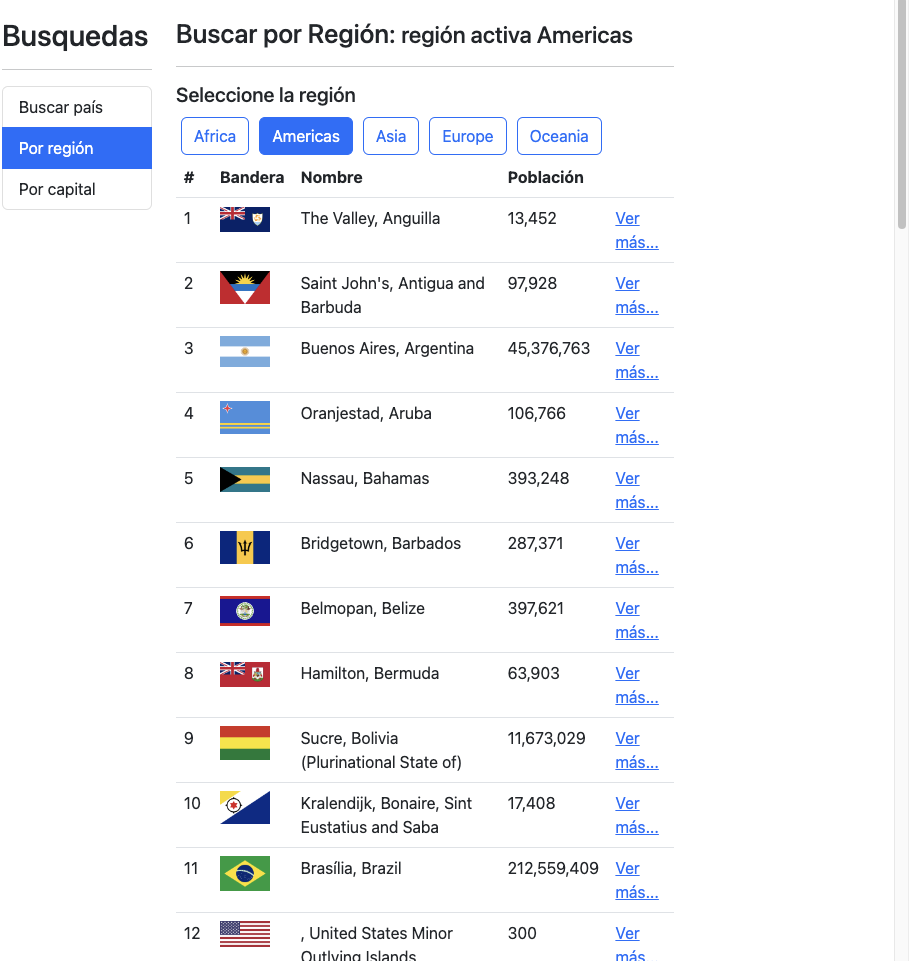 Busquedas
Buscar país
Por región
Por capital
Buscar por Región: región activa Americas
Seleccione la región
Africa Americas Asia Europe Oceania
# Bandera Nombre Población
1 The Valley, Anguilla 13,452 Ver
más...
2 Saint John's, Antigua and 97,928 Ver
Barbuda más...
3 Buenos Aires, Argentina 45,376,763 Ver
más...
4 Oranjestad, Aruba 106,766 Ver
más...
5 Nassau, Bahamas 393,248 Ver
más...
6 Bridgetown, Barbados 287,371 Ver
más...
7 Belmopan, Belize 397,621 Ver
más...
8 Hamilton, Bermuda 63,903 Ver
más...
9 Sucre, Bolivia 11,673,029 Ver
(Plurinational State of) más...
10 Kralendijk, Bonaire, Sint 17,408 Ver
Eustatius and Saba más...
11 Brasília, Brazil 212,559,409 Ver
más...
12 , United States Minor 300 Ver
Outlying Islands más...